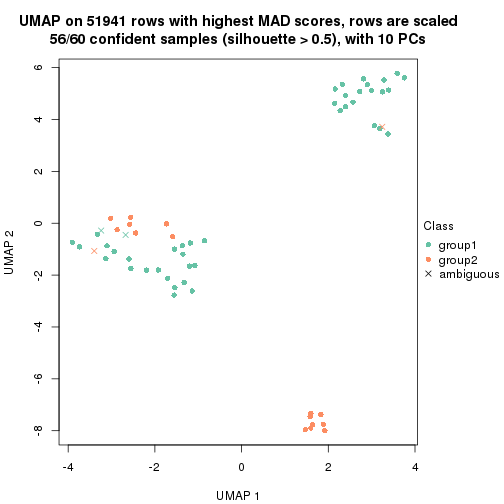 UMAP on 51941 rows with highest MAD scores, rows are scaled
56/60 confident samples (silhouette > 0.5), with 10 PCs
6
4
2
0
-2
-4
-6
-8
UMAP 2
-4
-2
0
2
4
UMAP 1
Class
group1
group2
ambiguous